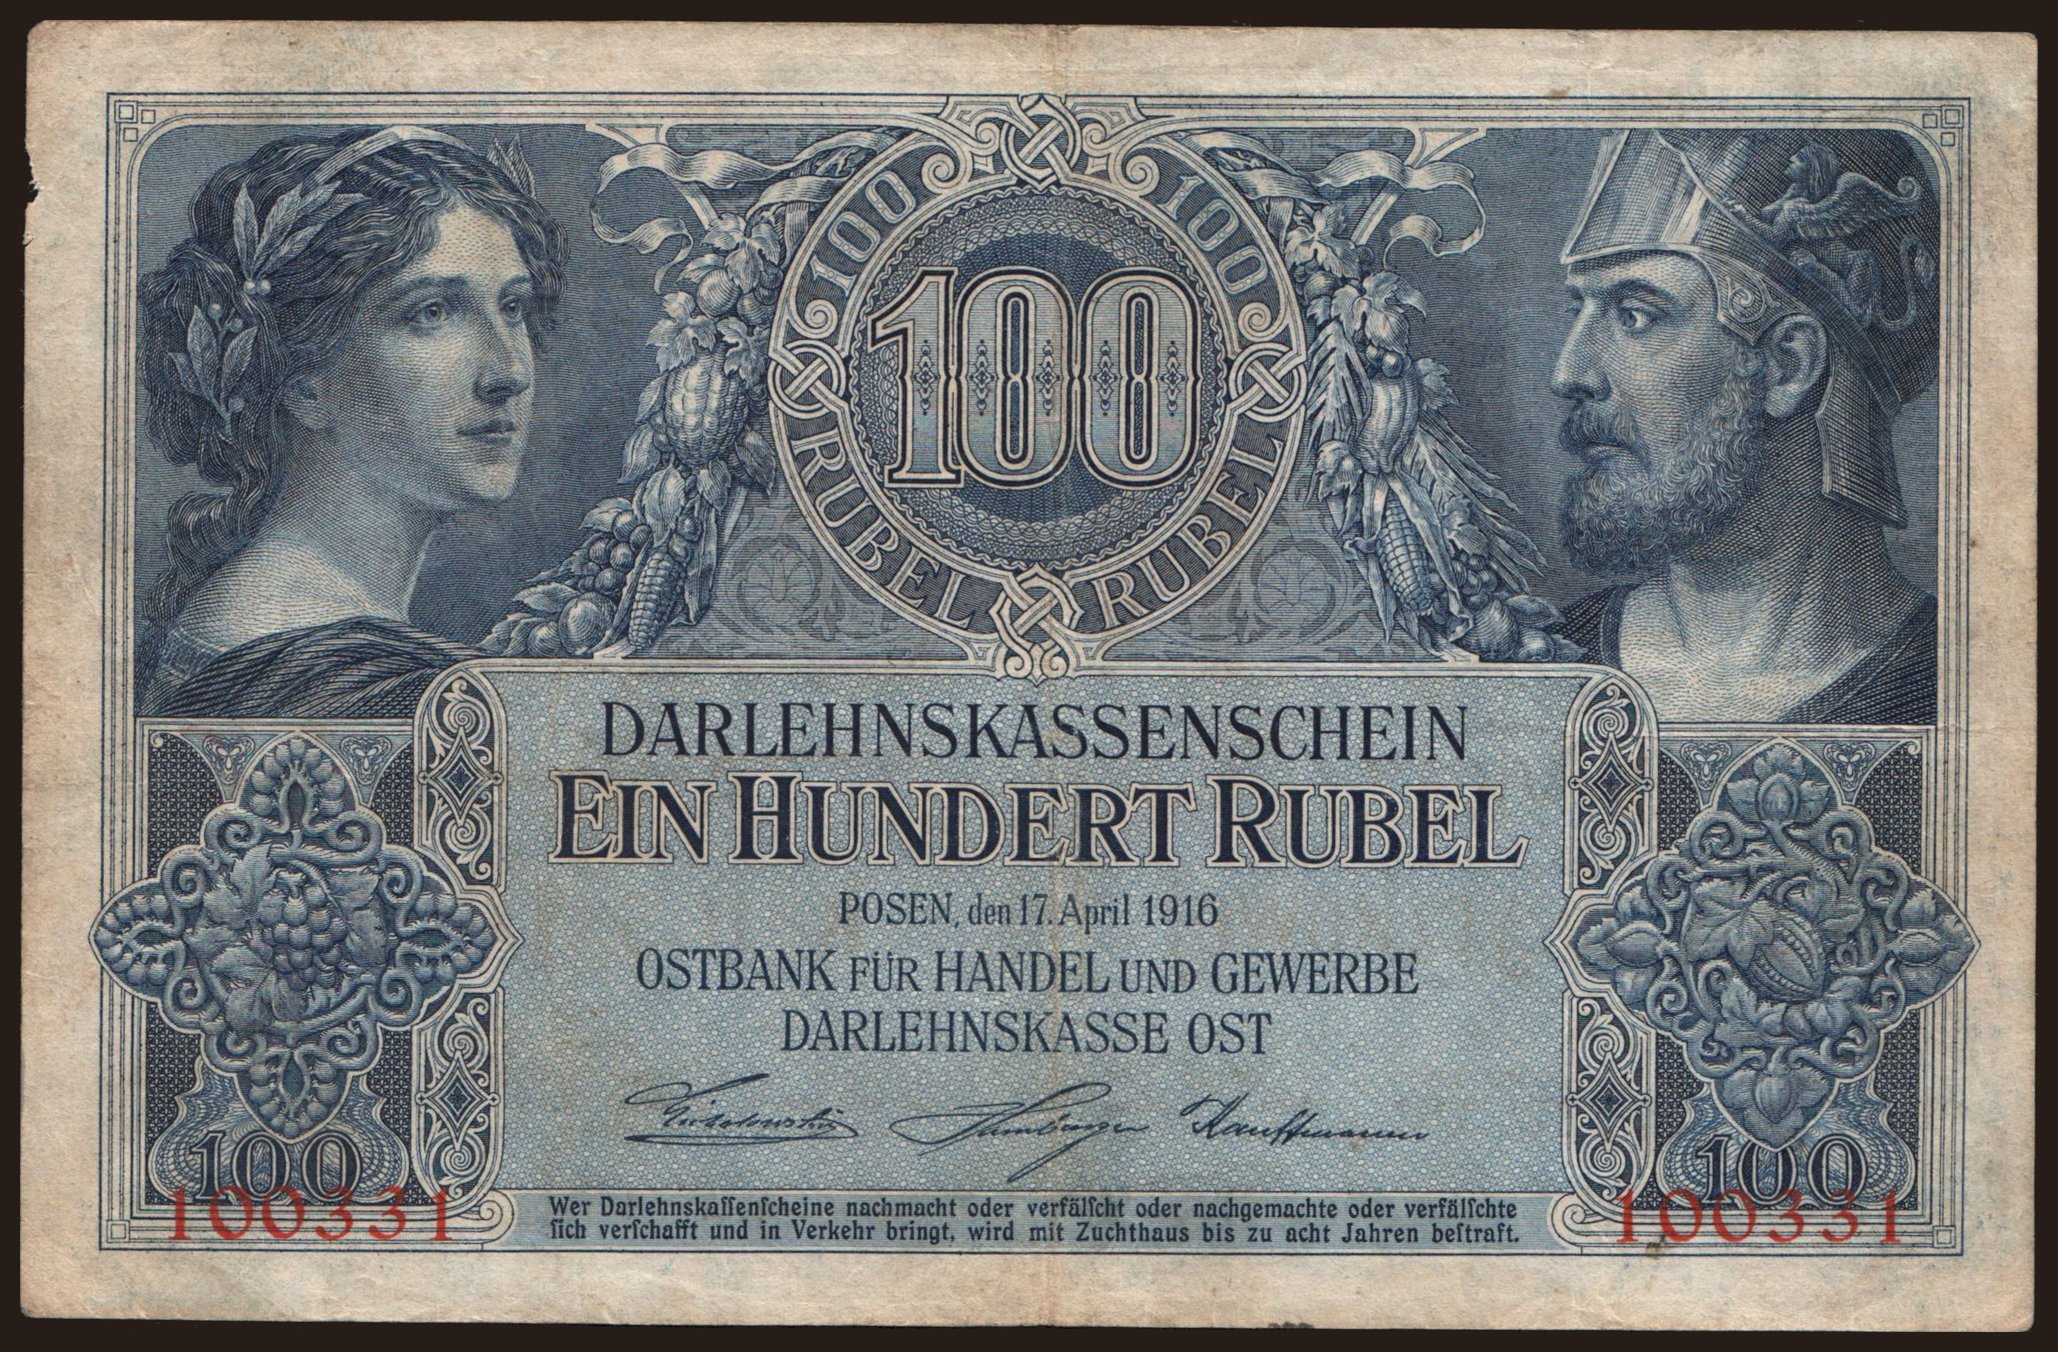 100 100
100
RUBEL RUBEL
DARLEHNSKASSENSCHEIN
EIN HUNDERT RUBEL
POSEN, den 17. April 1916
OSTBANK FÜR HANDEL UND GEWERBE
DARLEHNSKASSE OST
Kauffmann
100 100
100331 100331
Wer Darlehnskaſſenſcheine nachmacht oder verfälſcht oder nachgemachte oder verfälſchte
ſich verſchafft und in Verkehr bringt, wird mit Zuchthaus bis zu acht Jahren beſtraft.